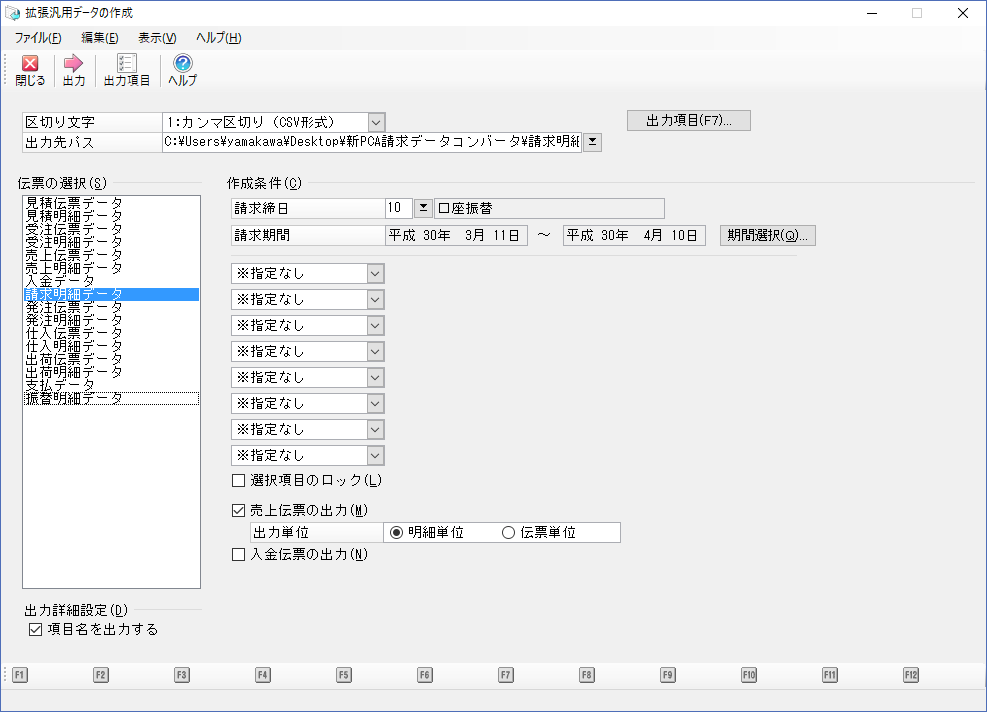 拡張汎用データの作成
ファイル(F) 編集(E) 表示(V) ヘルプ(H)
閉じる 出力 出力項目 ヘルプ
区切り文字 1:カンマ区切り（CSV形式） 出力項目(F7)...
出力先パス C:¥Users¥yamakawa¥Desktop¥新PCA請求データコンバータ¥請求明細
伝票の選択(S)
見積伝票データ
見積明細データ
受注伝票データ
受注明細データ
売上伝票データ
売上明細データ
入金データ
請求明細データ
発注伝票データ
発注明細データ
仕入伝票データ
仕入明細データ
出荷伝票データ
出荷明細データ
支払データ
振替明細データ
出力詳細設定(D)
項目名を出力する
作成条件(C)
請求締日 10 口座振替
請求期間 平成 30年 3月 11日 ～ 平成 30年 4月 10日 期間選択(Q)...
※指定なし
※指定なし
※指定なし
※指定なし
※指定なし
※指定なし
※指定なし
※指定なし
選択項目のロック(L)
売上伝票の出力(M)
出力単位 明細単位 伝票単位
入金伝票の出力(N)
F1 F2 F3 F4 F5 F6 F7 F8 F9 F10 F11 F12